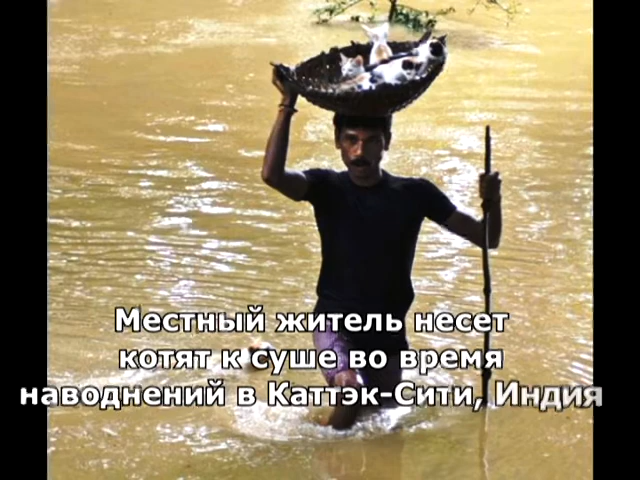 Местный житель несет
котят к суше во время
наводнений в Каттэк-Сити, Индия